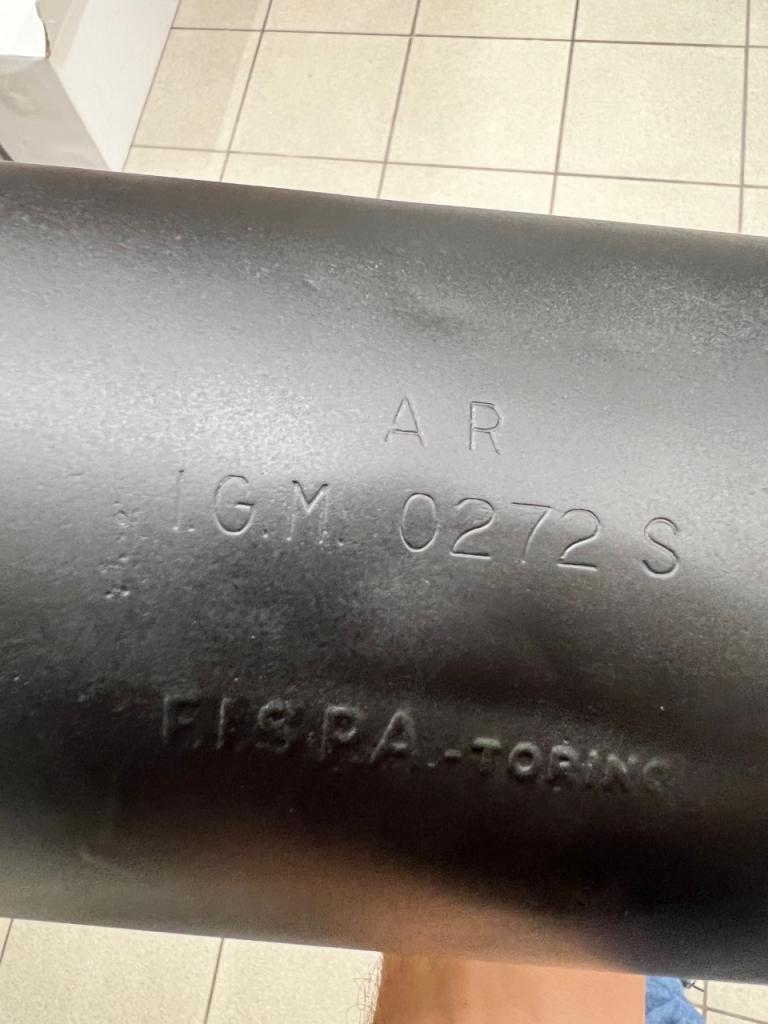 A R
I.G.M. 0272 S
F.I.S.P.A. - TORINO